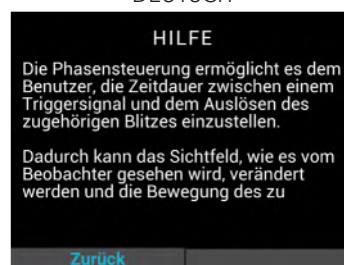 DEUTSCH
HILFE
Die Phasensteuerung ermöglicht es dem
Benutzer, die Zeitdauer zwischen einem
Triggersignal und dem Auslösen des
zugehörigen Blitzes einzustellen.
Dadurch kann das Sichtfeld, wie es vom
Beobachter gesehen wird, verändert
werden und die Bewegung des zu
Zurück